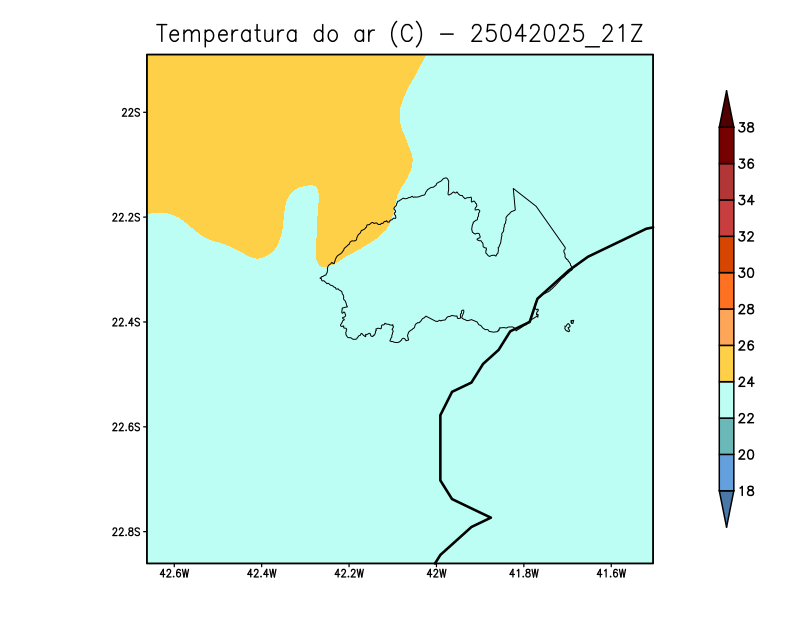 Temperatura do ar (C) - 25042025_21Z
22S
22.2S
22.4S
22.6S
22.8S
42.6W
42.4W
42.2W
42W
41.8W
41.6W
38
36
34
32
30
28
26
24
22
20
18